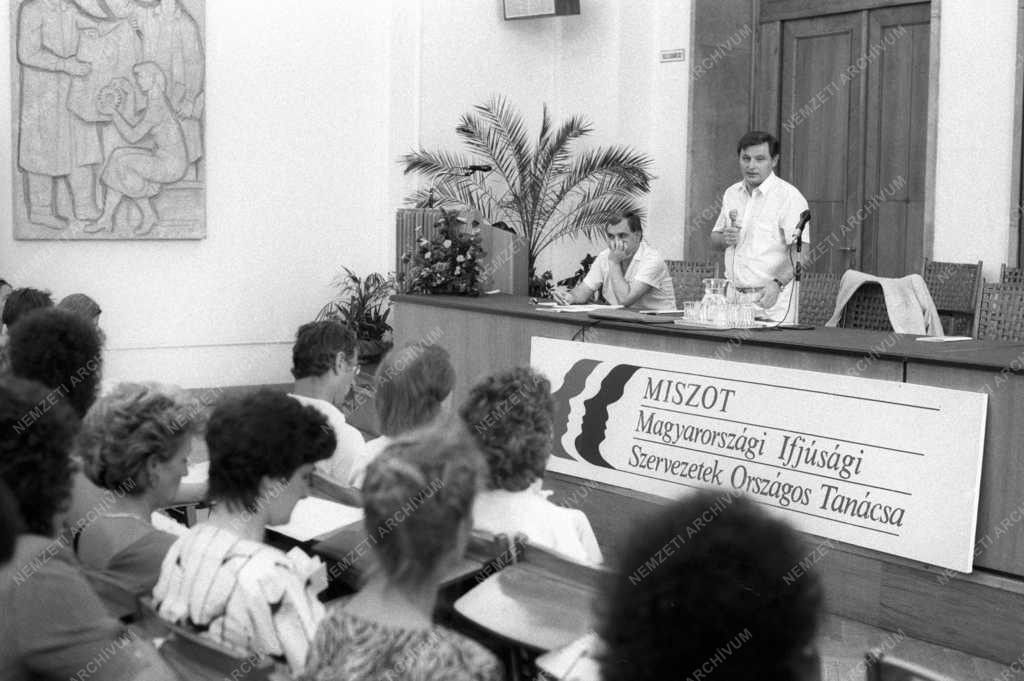 MISZOT
Magyarországi Ifjúsági
Szervezetek Országos Tanácsa
NEMZETI ARCHÍVUM